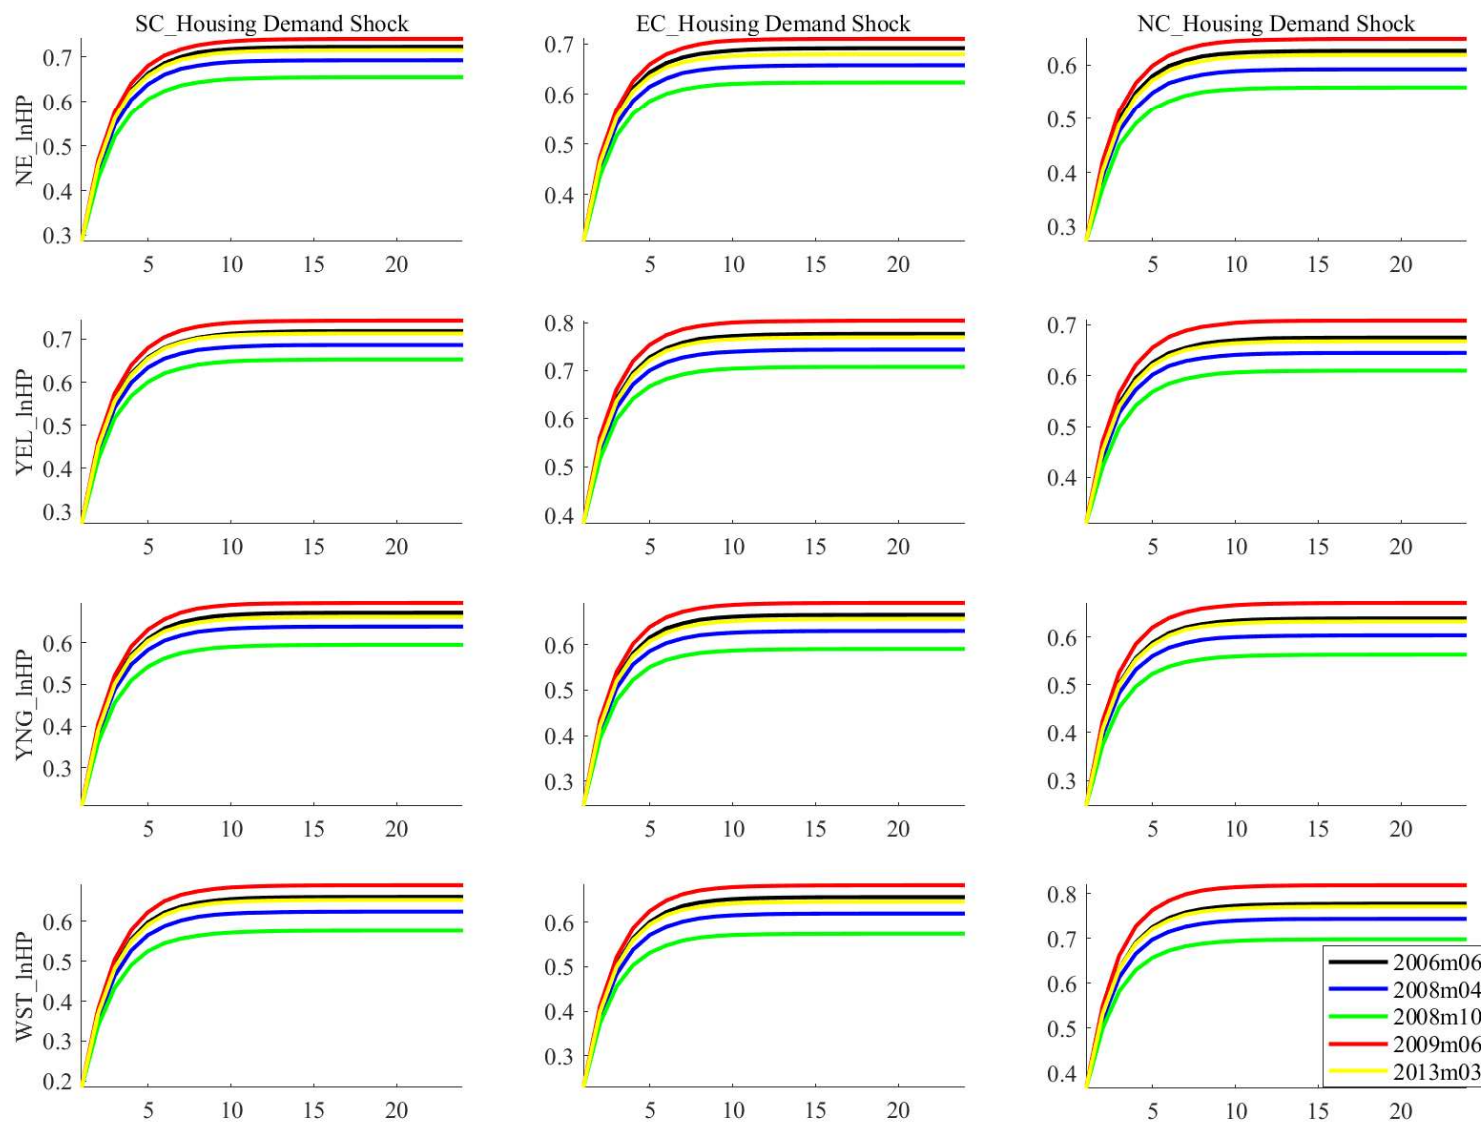 SC_Housing Demand Shock
EC_Housing Demand Shock
NC_Housing Demand Shock
NE_lnHP
0.7
0.6
0.5
0.4
0.3
5 10 15 20
0.7
0.6
0.5
0.4
5 10 15 20
0.6
0.5
0.4
0.3
5 10 15 20
YEL_lnHP
0.7
0.6
0.5
0.4
0.3
5 10 15 20
0.8
0.7
0.6
0.5
0.4
5 10 15 20
0.7
0.6
0.5
0.4
5 10 15 20
YNG_lnHP
0.6
0.5
0.4
0.3
5 10 15 20
0.6
0.5
0.4
0.3
5 10 15 20
0.6
0.5
0.4
0.3
5 10 15 20
WST_lnHP
0.6
0.5
0.4
0.3
0.2
5 10 15 20
0.6
0.5
0.4
0.3
5 10 15 20
0.8
0.7
0.6
0.5
0.4
5 10 15 20
2006m06
2008m04
2008m10
2009m06
2013m03